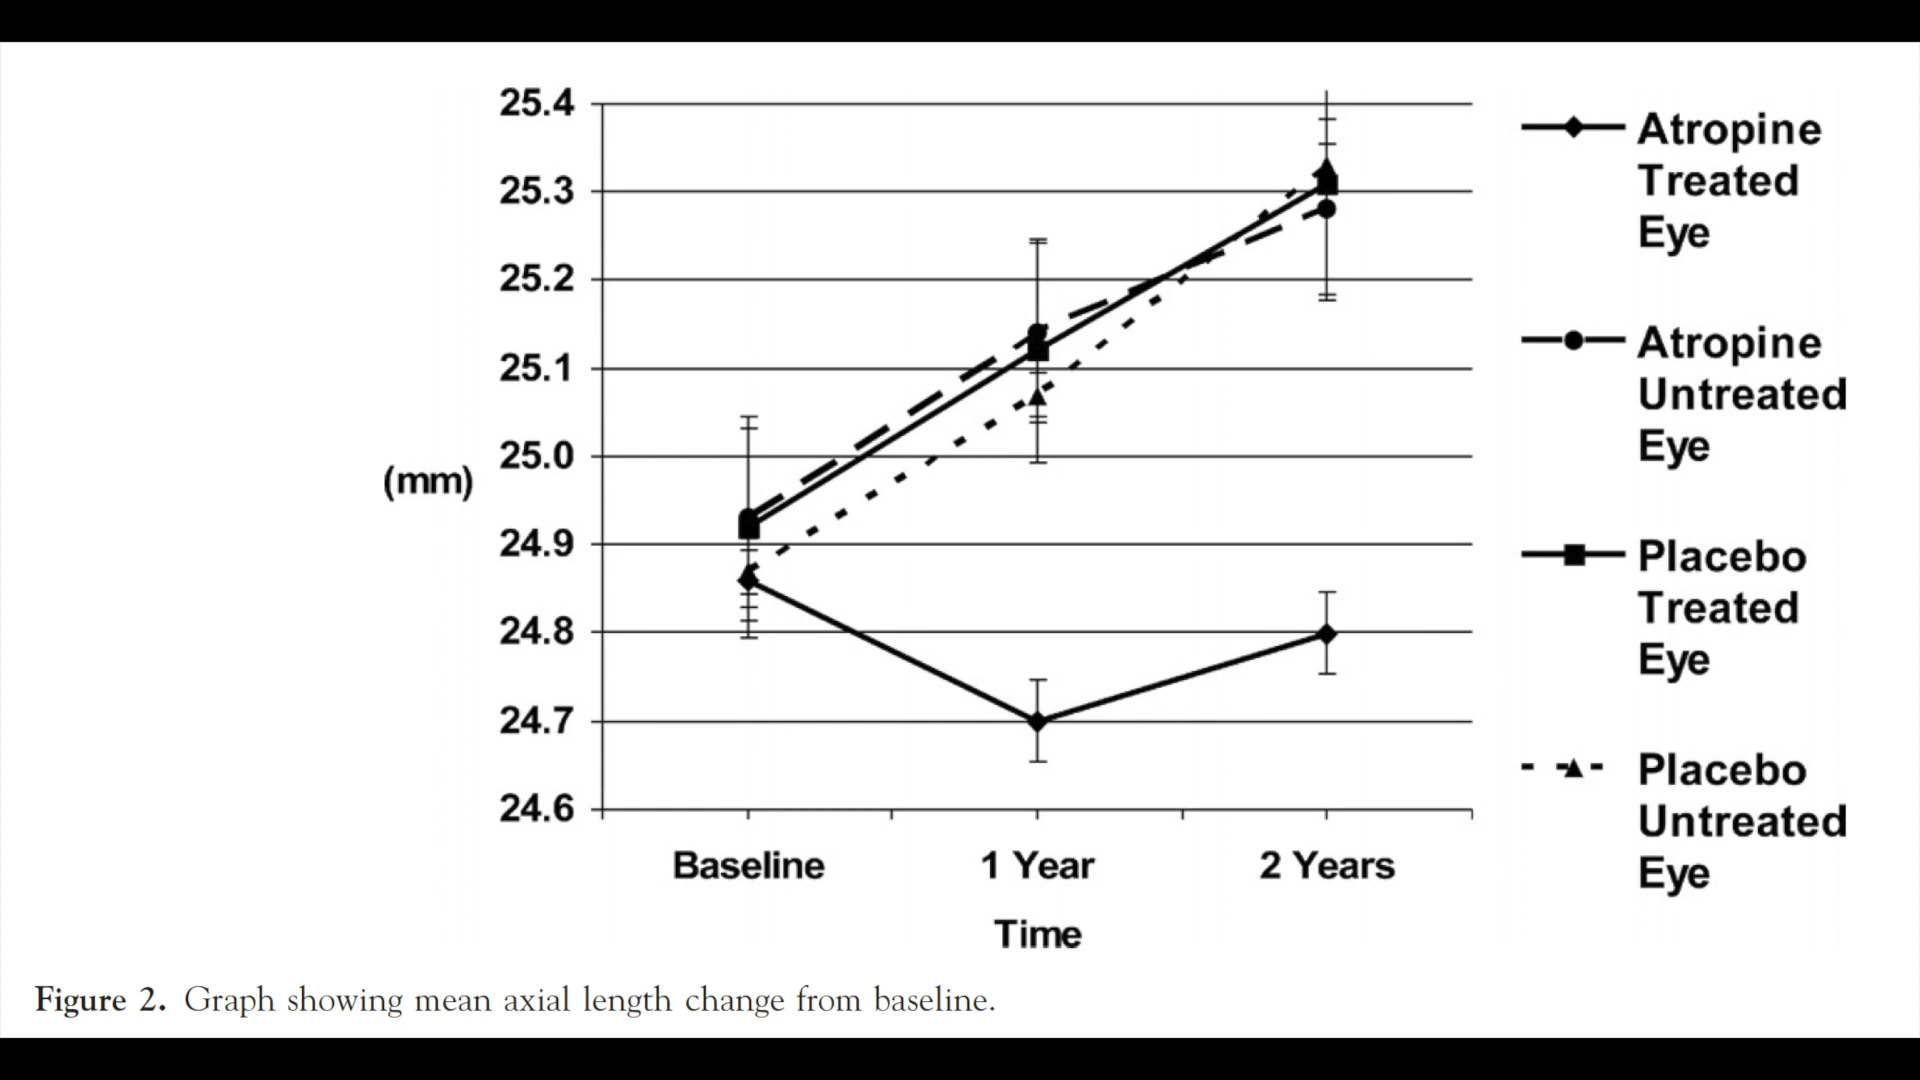 25.4
25.3
25.2
25.1
25.0
24.9
24.8
24.7
24.6
(mm)
Baseline
1 Year
2 Years
Time
Atropine
Treated
Eye
Atropine
Untreated
Eye
Placebo
Treated
Eye
Placebo
Untreated
Eye
Figure 2. Graph showing mean axial length change from baseline.